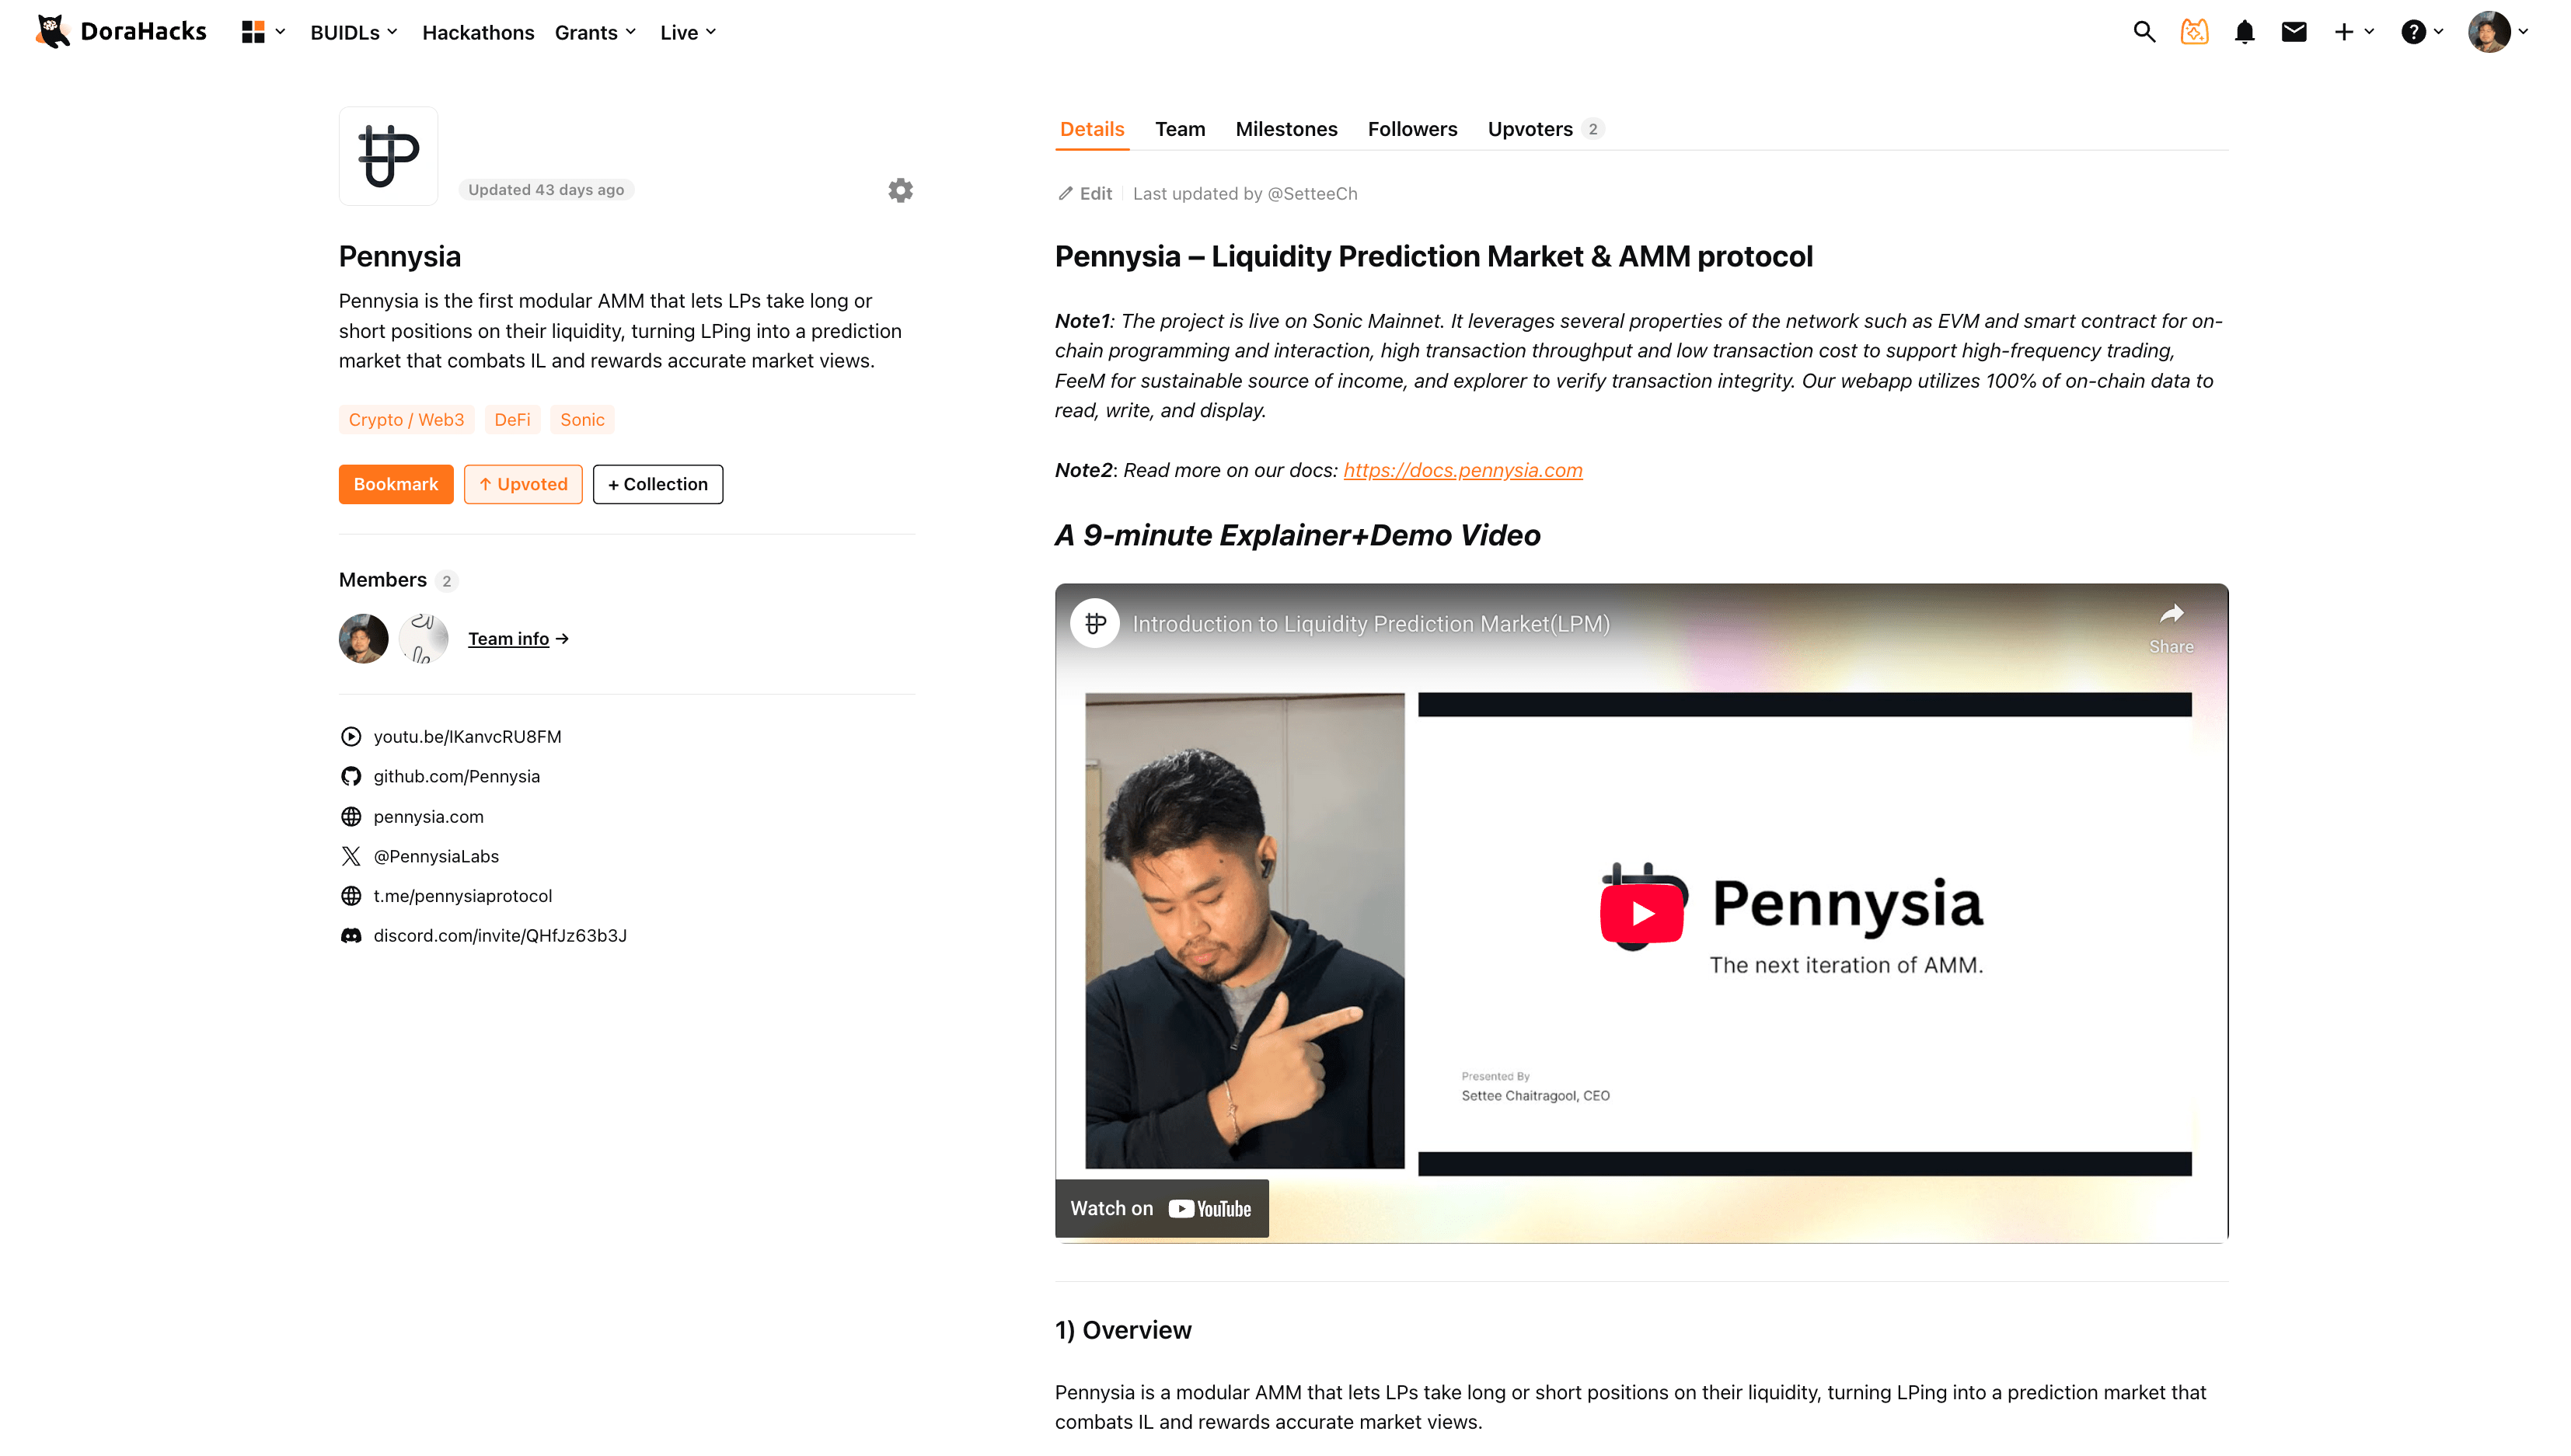 DoraHacks
BUIDLs
Hackathons
Grants
Live
Updated 43 days ago
Pennysia
Pennysia is the first modular AMM that lets LPs take long or
short positions on their liquidity, turning LPing into a prediction
market that combats IL and rewards accurate market views.
Crypto / Web3
DeFi
Sonic
Bookmark
↑ Upvoted
+ Collection
Members 2
Team info →
youtu.be/IKanvcRU8FM
github.com/Pennysia
pennysia.com
@PennysiaLabs
t.me/pennysiaprotocol
discord.com/invite/QHfJz63b3J
Details
Team
Milestones
Followers
Upvoters 2
Edit
Last updated by @SetteeCh
Pennysia – Liquidity Prediction Market & AMM protocol
Note1: The project is live on Sonic Mainnet. It leverages several properties of the network such as EVM and smart contract for on-
chain programming and interaction, high transaction throughput and low transaction cost to support high-frequency trading,
FeeM for sustainable source of income, and explorer to verify transaction integrity. Our webapp utilizes 100% of on-chain data to
read, write, and display.
Note2: Read more on our docs: https://docs.pennysia.com
A 9-minute Explainer+Demo Video
Introduction to Liquidity Prediction Market(LPM)
Share
Pennysia
The next iteration of AMM.
Presented By
Settee Chaitragool, CEO
Watch on YouTube
1) Overview
Pennysia is a modular AMM that lets LPs take long or short positions on their liquidity, turning LPing into a prediction market that
combats IL and rewards accurate market views.